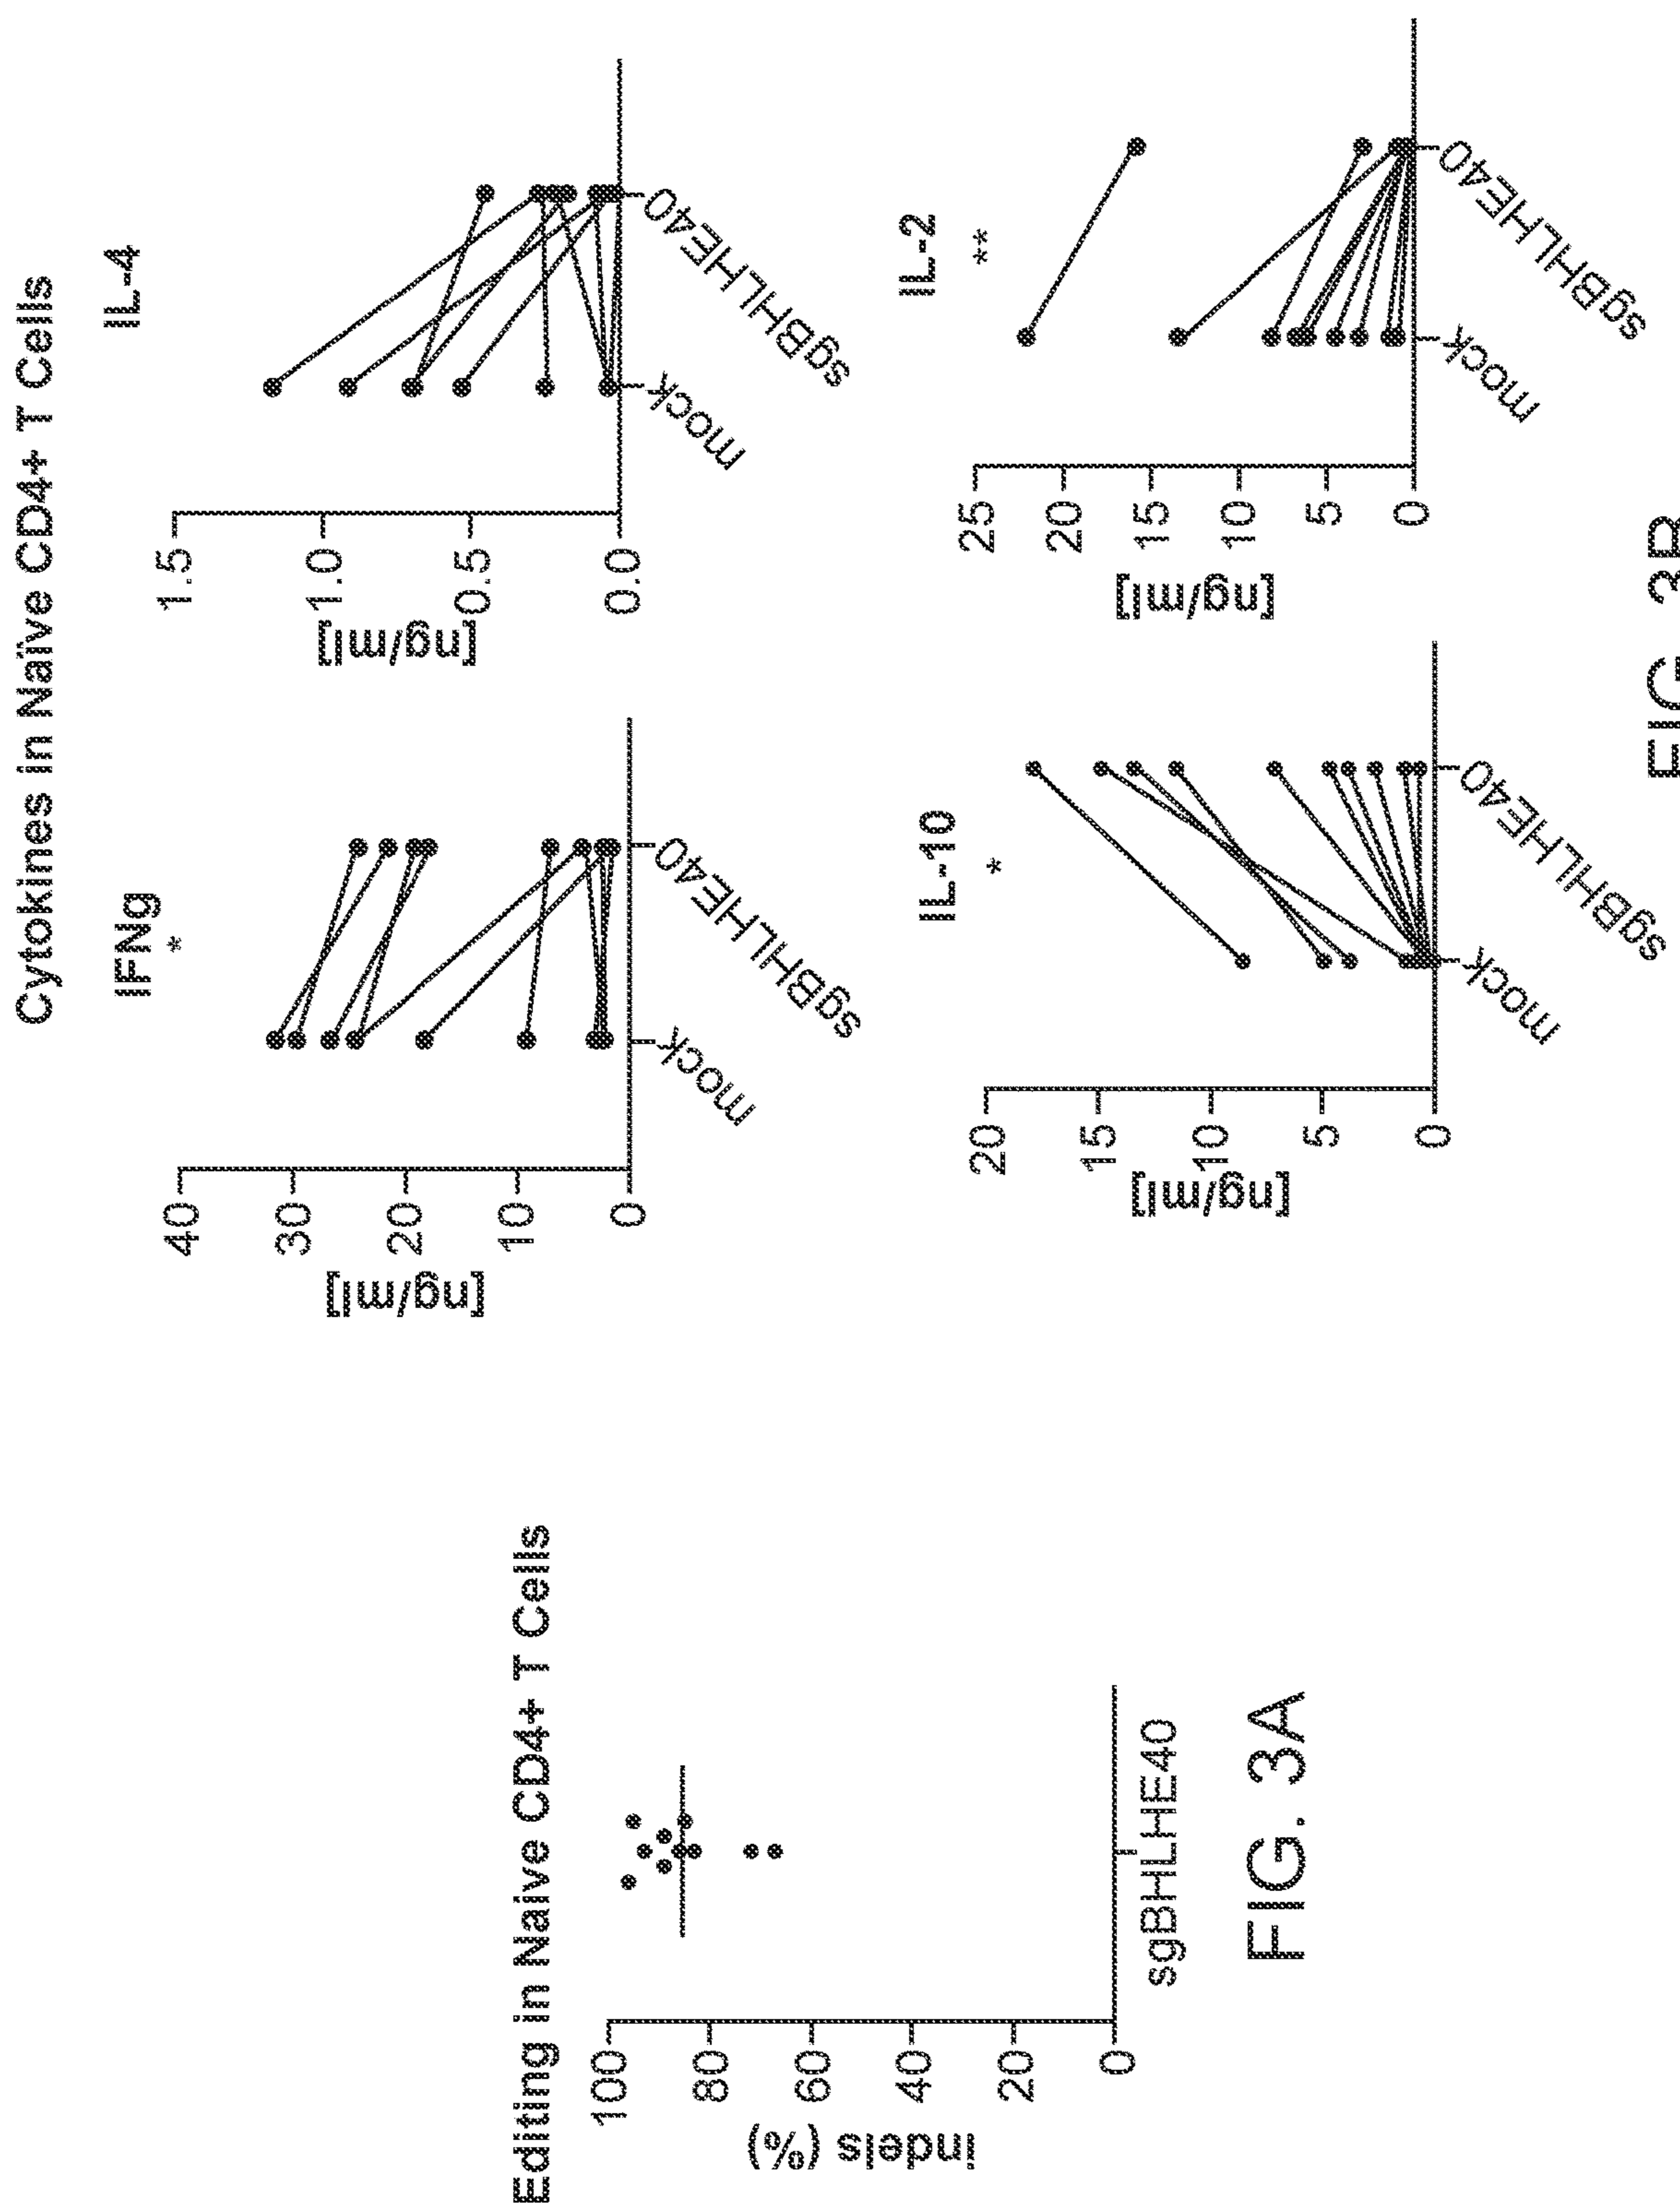 Editing in Naive CD4+ T Cells
indels (%)
100
80
60
40
20
0
sgBHLHE40
FIG. 3A
Cytokines in Naïve CD4+ T Cells
IFNg
*
[ng/ml]
40
30
20
10
0
mock
sgBHLHE40
IL-4
[ng/ml]
1.5
1.0
0.5
0.0
mock
sgBHLHE40
IL-10
*
[ng/ml]
20
15
10
5
0
mock
sgBHLHE40
IL-2
**
[ng/ml]
25
20
15
10
5
0
mock
sgBHLHE40
FIG. 3B